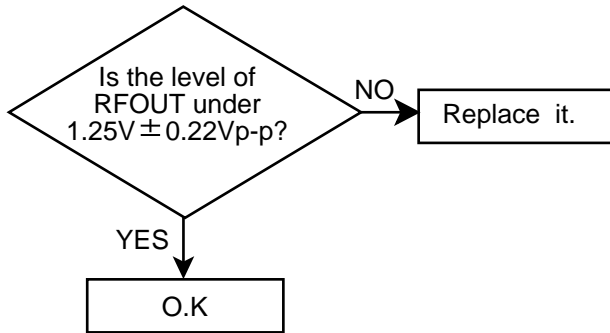 Is the level of
RFOUT under
1.25V ± 0.22Vp-p?
NO
Replace it.
YES
O.K